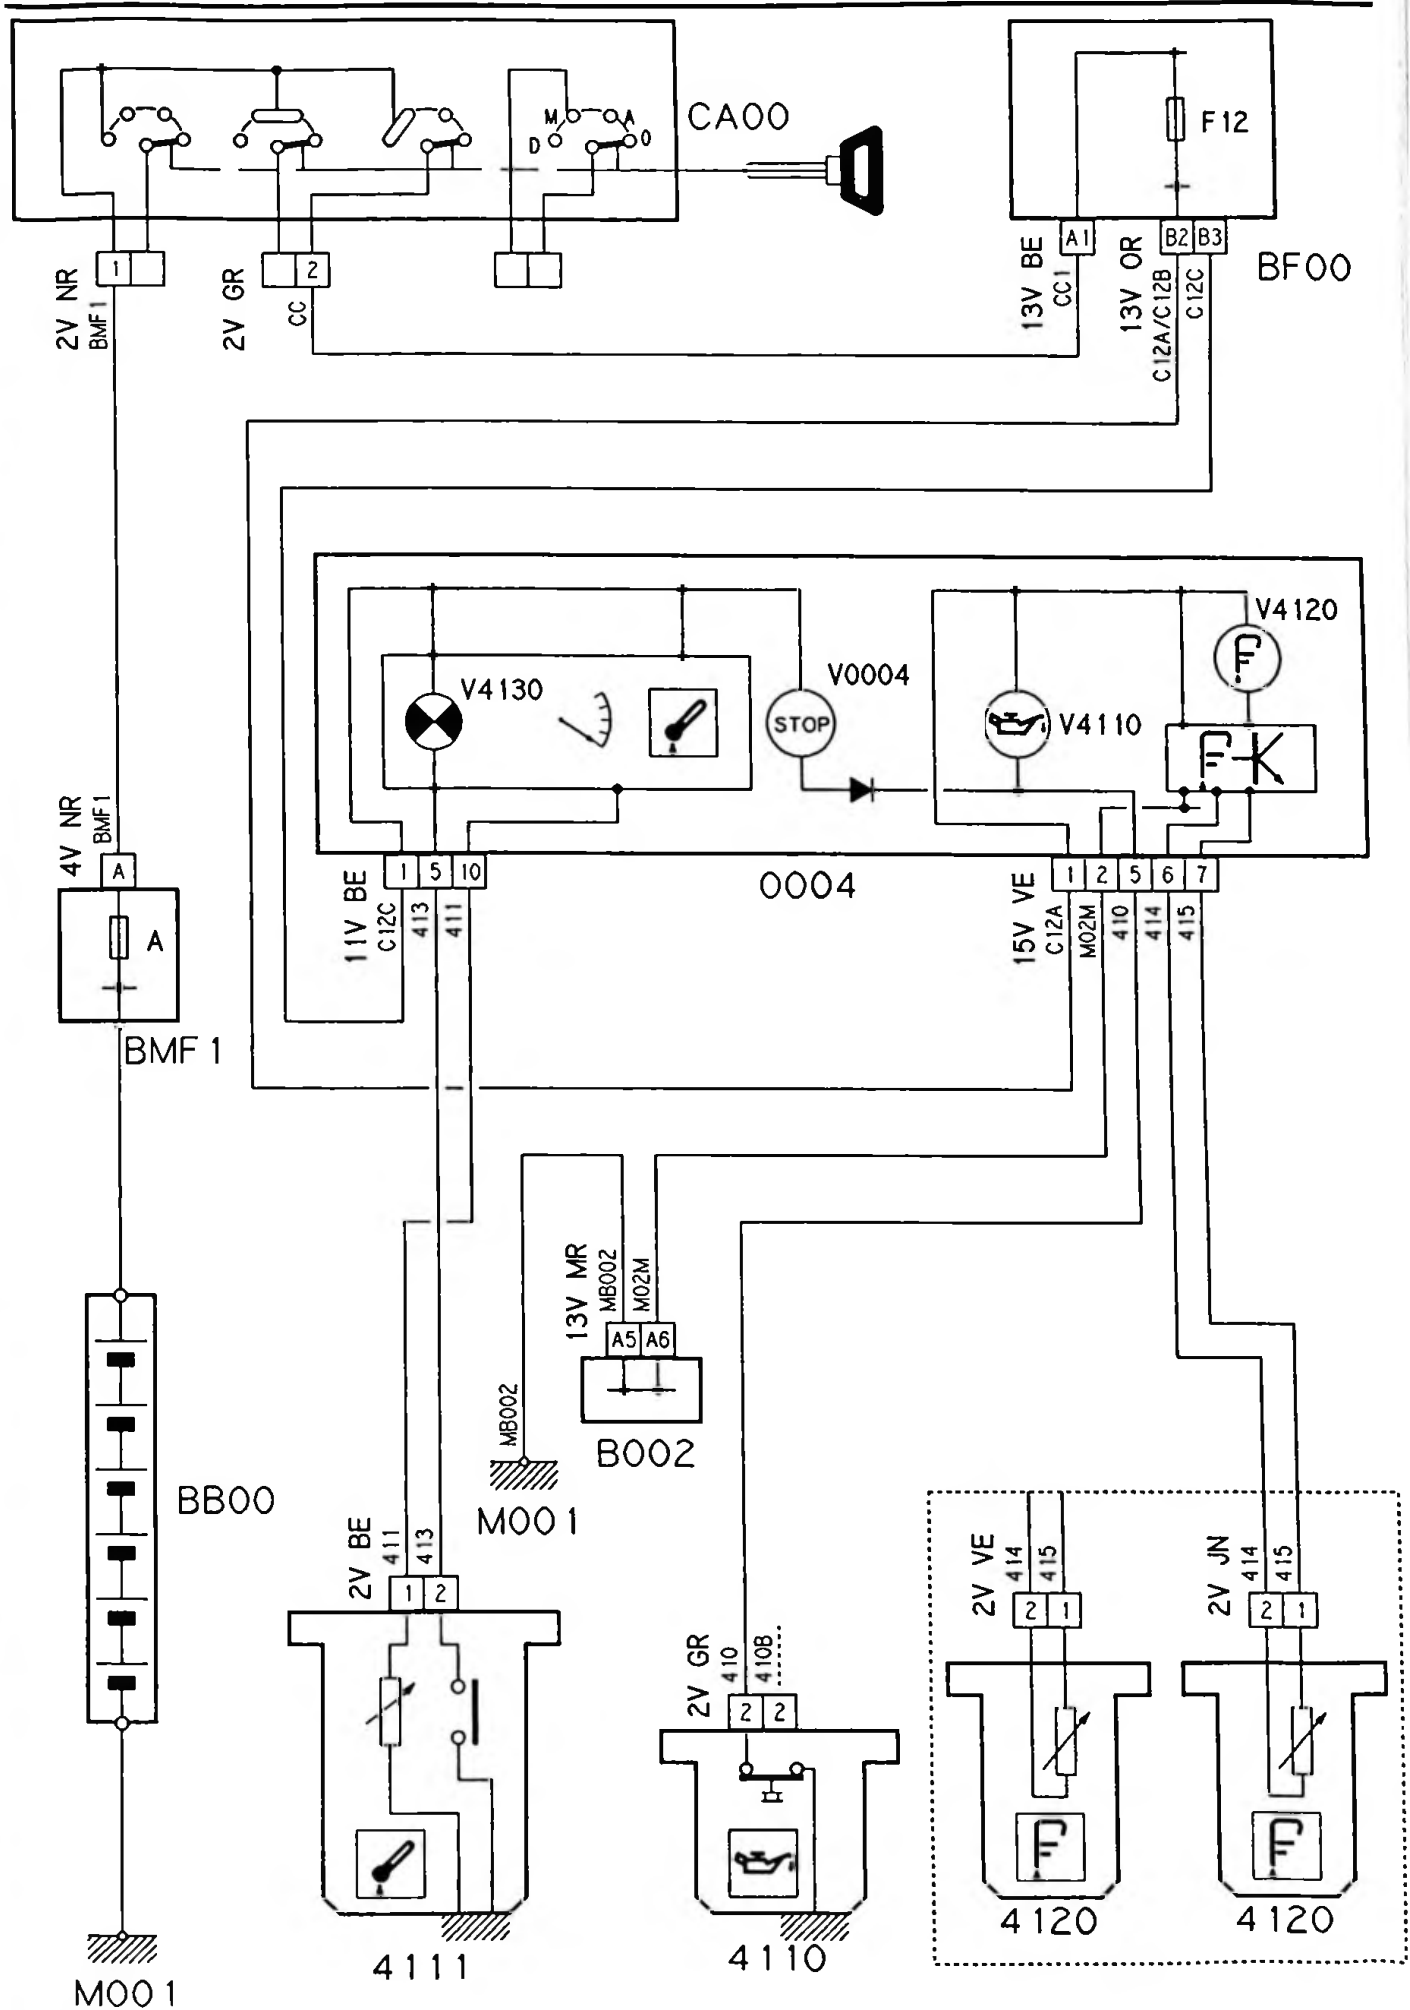 CA00
M
A
D
O
F12
1
2
A1
B2 B3
BF00
2V NR
BMF1
2V GR
CC
13V BE
CC1
13V OR
C12A/C12B
C12C
V4120
V4130
V0004
STOP
V4110
4V NR
BMF1
A
A
BMF1
1 5 10
0004
1 2 5 6 7
11V BE
C12C
413
411
15V VE
C12A
M02M
410
414
415
13V MR
MB002
M02M
A5 A6
B002
MB002
M001
BB00
2V BE
411
413
1 2
2V GR
410
410B
2 2
2V VE
414
415
2 1
2V JN
414
415
2 1
4120
4120
4111
4110
M001